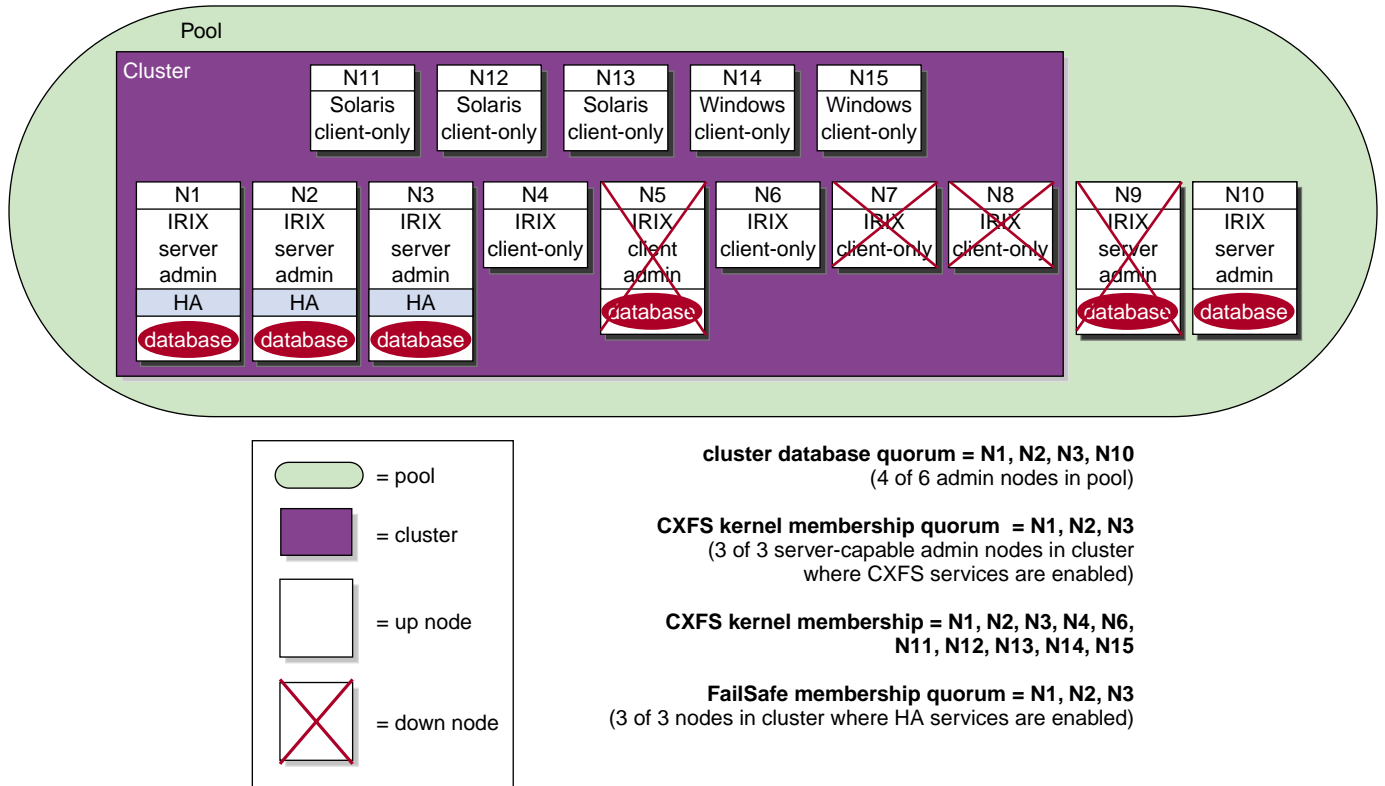 Pool
Cluster
N11
Solaris
client-only
N12
Solaris
client-only
N13
Solaris
client-only
N14
Windows
client-only
N15
Windows
client-only
N1
IRIX
server
admin
HA
database
N2
IRIX
server
admin
HA
database
N3
IRIX
server
admin
HA
database
N4
IRIX
client-only
N5
IRIX
client
admin
database
N6
IRIX
client-only
N7
IRIX
client-only
N8
IRIX
client-only
N9
IRIX
server
admin
database
N10
IRIX
server
admin
database
= pool
= cluster
= up node
= down node
cluster database quorum = N1, N2, N3, N10
(4 of 6 admin nodes in pool)
CXFS kernel membership quorum = N1, N2, N3
(3 of 3 server-capable admin nodes in cluster
where CXFS services are enabled)
CXFS kernel membership = N1, N2, N3, N4, N6,
N11, N12, N13, N14, N15
FailSafe membership quorum = N1, N2, N3
(3 of 3 nodes in cluster where HA services are enabled)